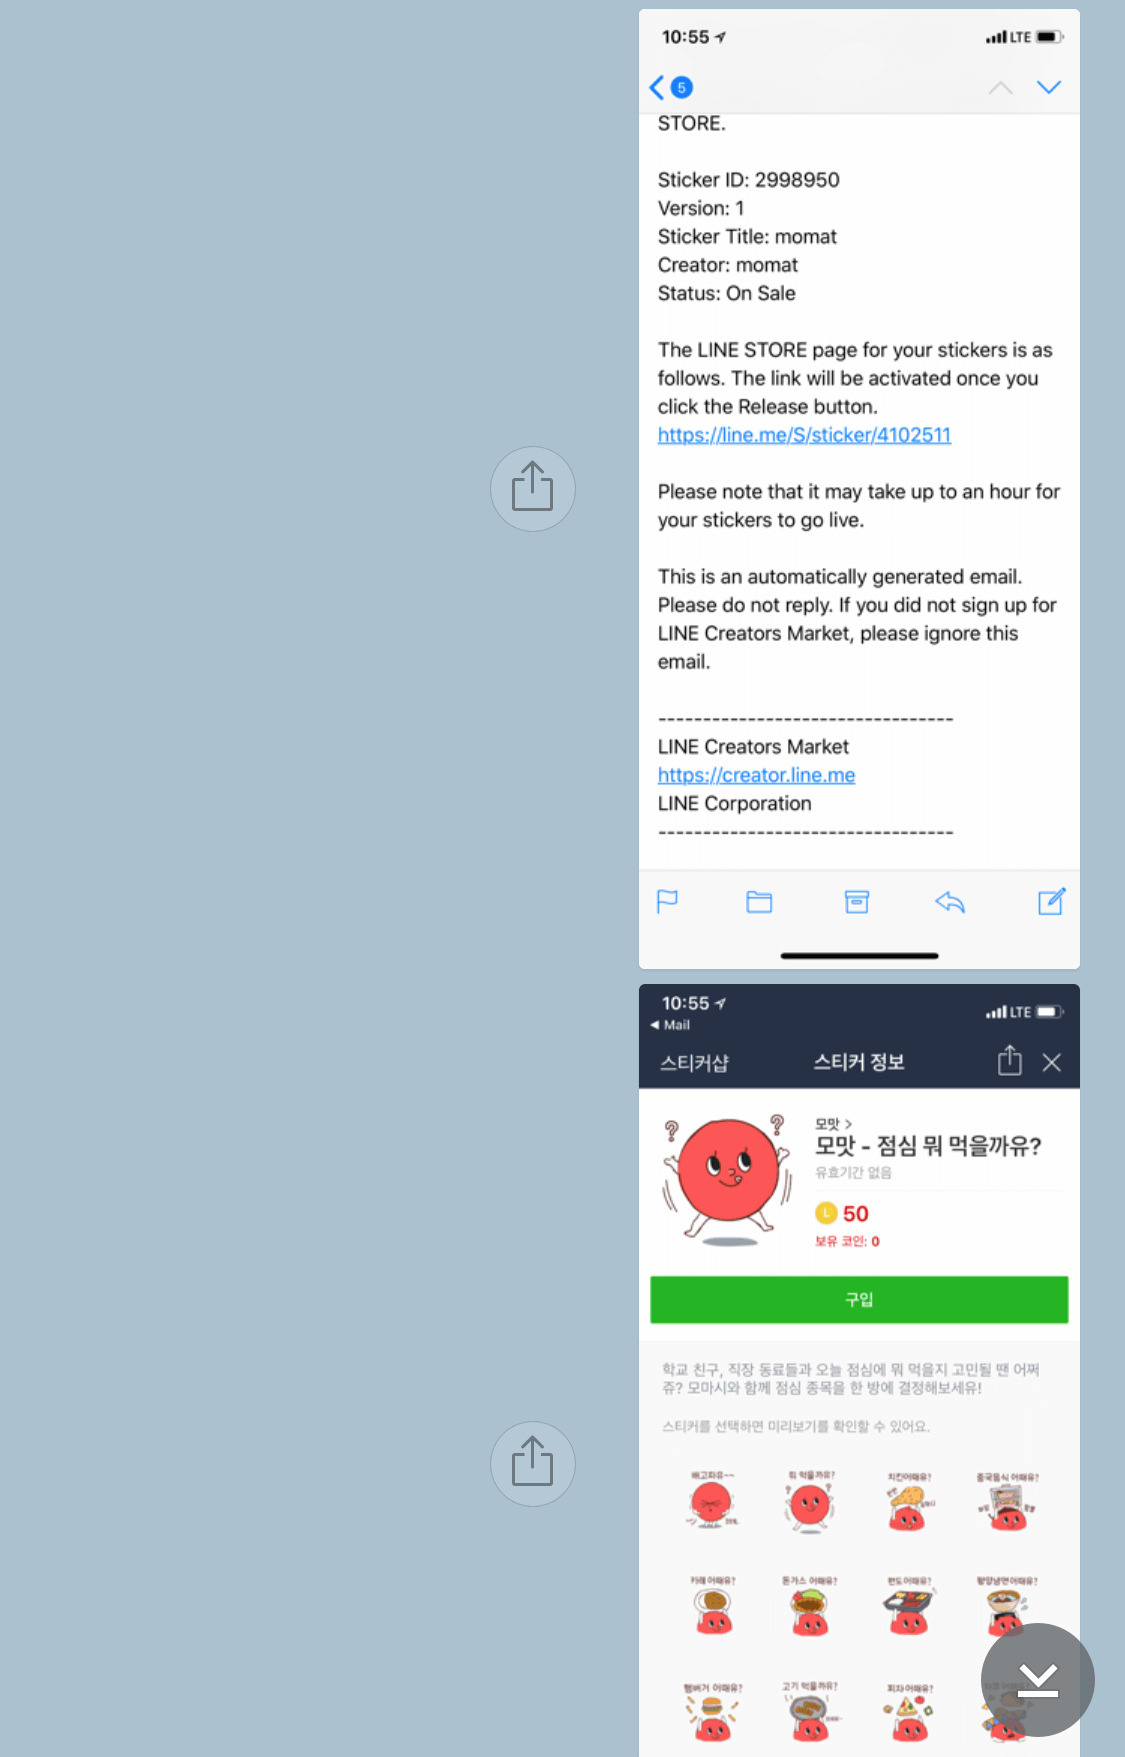 10:55
LTE
5
STORE.
Sticker ID: 2998950
Version: 1
Sticker Title: momat
Creator: momat
Status: On Sale
The LINE STORE page for your stickers is as
follows. The link will be activated once you
click the Release button.
https://line.me/S/sticker/4102511
Please note that it may take up to an hour for
your stickers to go live.
This is an automatically generated email.
Please do not reply. If you did not sign up for
LINE Creators Market, please ignore this
email.
---------------------------------
LINE Creators Market
https://creator.line.me
LINE Corporation
---------------------------------
10:55
LTE
Mail
스티커샵
스티커 정보
? ?
모맛 >
모맛 - 점심 뭐 먹을까유?
유효기간 없음
L 50
보유 코인: 0
구입
학교 친구, 직장 동료들과 오늘 점심에 뭐 먹을지 고민될 땐 어쩌
쥬? 모마시와 함께 점심 종목을 한 방에 결정해보세유!
스티커를 선택하면 미리보기를 확인할 수 있어요.
배고파유~~
뭐 먹을까유?
치킨어때유?
중국음식 어때유?
카레 어때유?
돈가스 어때유?
벤또어때유?
평양냉면어때유?
햄버거 어때유?
고기 먹을까유?
피자어때유?